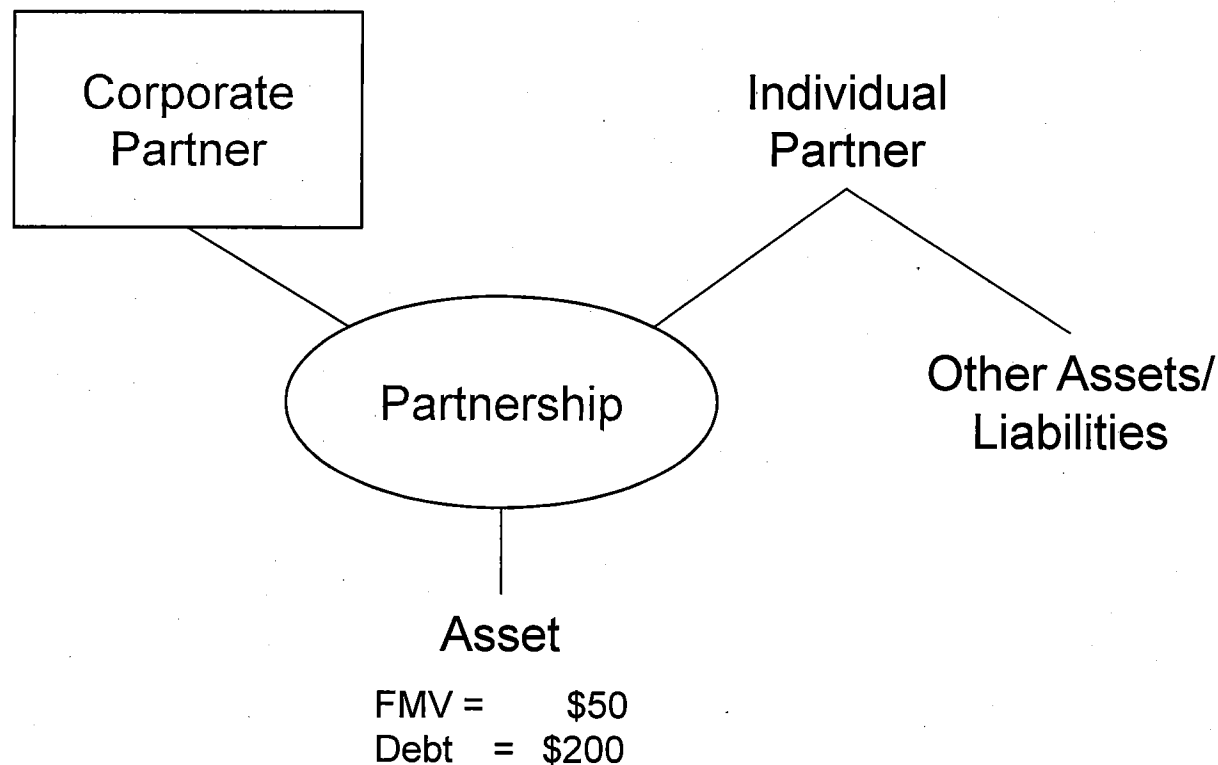 Corporate
Partner
Individual
Partner
Partnership
Other Assets/
Liabilities
Asset
FMV = $50
Debt = $200